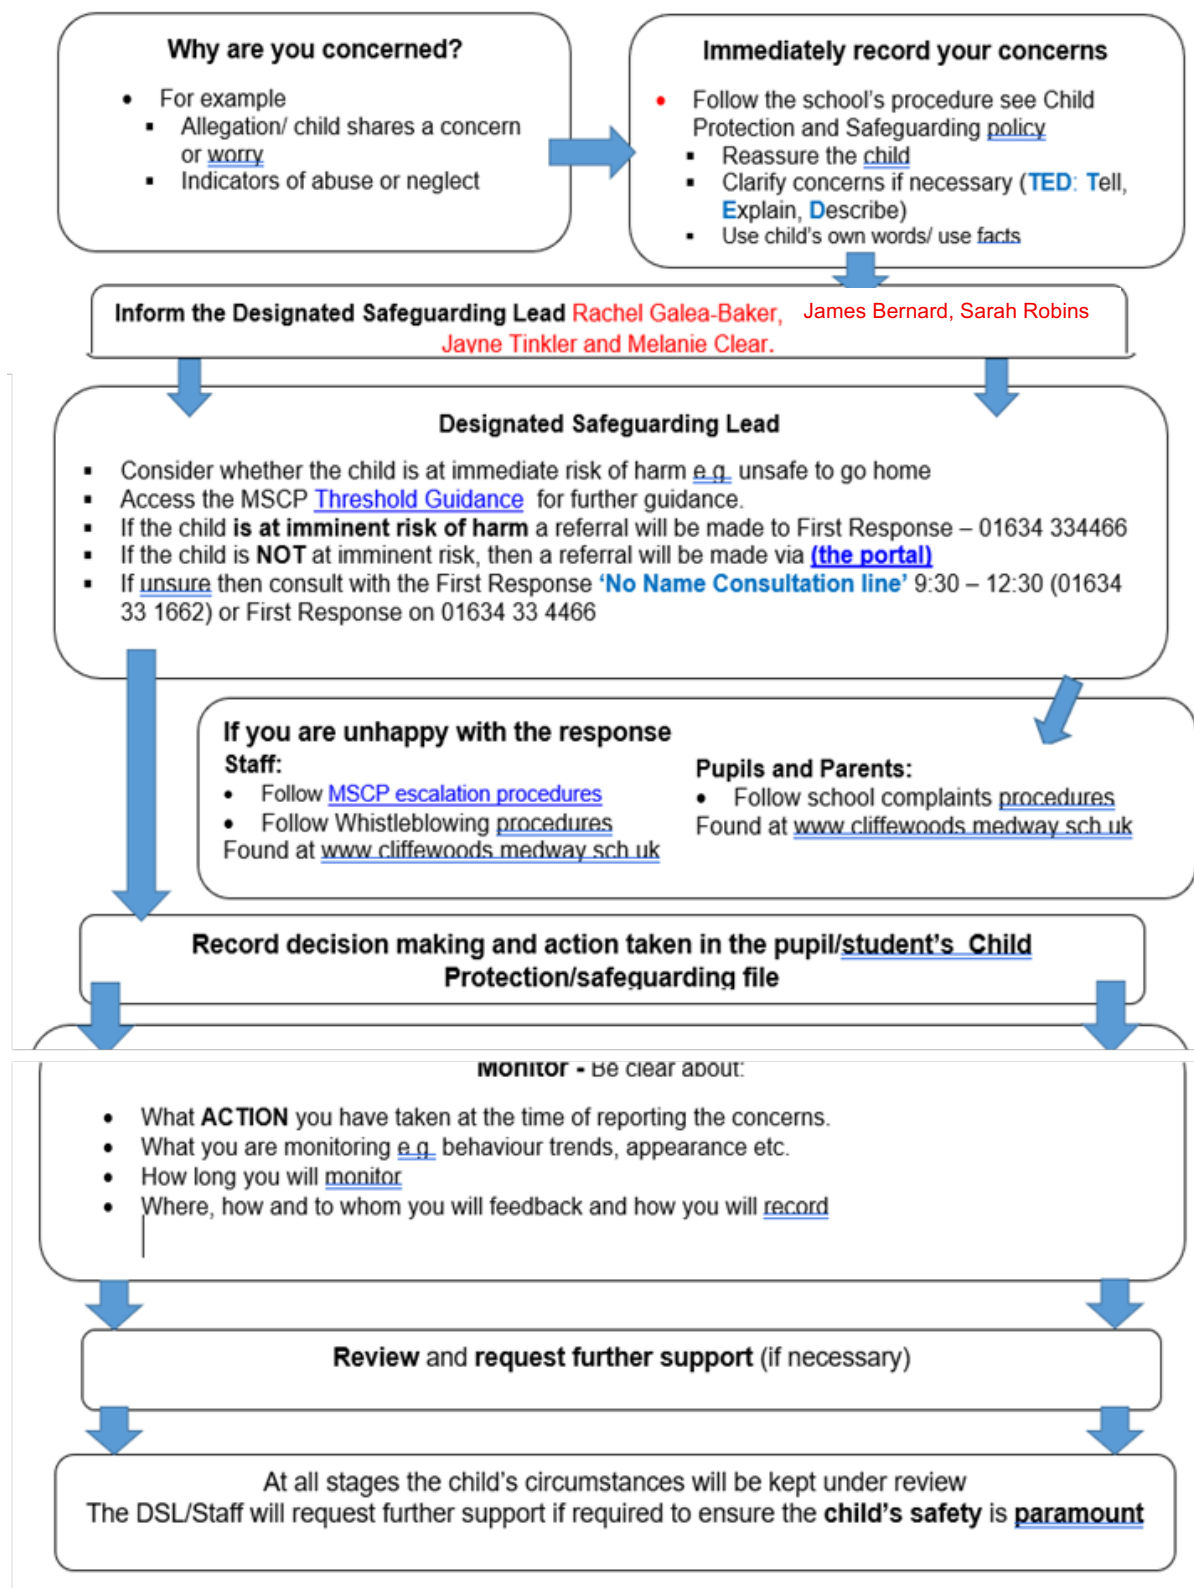 Why are you concerned?
• For example
▪ Allegation/ child shares a concern
or worry
▪ Indicators of abuse or neglect
Immediately record your concerns
• Follow the school's procedure see Child
Protection and Safeguarding policy
▪ Reassure the child
▪ Clarify concerns if necessary (TED: Tell,
Explain, Describe)
▪ Use child's own words/ use facts
Inform the Designated Safeguarding Lead Rachel Galea-Baker, James Bernard, Sarah Robins
Jayne Tinkler and Melanie Clear.
Designated Safeguarding Lead
▪ Consider whether the child is at immediate risk of harm e.g. unsafe to go home
▪ Access the MSCP Threshold Guidance for further guidance.
▪ If the child is at imminent risk of harm a referral will be made to First Response – 01634 334466
▪ If the child is NOT at imminent risk, then a referral will be made via (the portal)
▪ If unsure then consult with the First Response 'No Name Consultation line' 9:30 – 12:30 (01634
33 1662) or First Response on 01634 33 4466
If you are unhappy with the response
Staff:
• Follow MSCP escalation procedures
• Follow Whistleblowing procedures
Found at www.cliffewoods.medway.sch.uk
Pupils and Parents:
• Follow school complaints procedures
Found at www.cliffewoods.medway.sch.uk
Record decision making and action taken in the pupil/student's Child
Protection/safeguarding file
Monitor - Be clear about:
• What ACTION you have taken at the time of reporting the concerns.
• What you are monitoring e.g. behaviour trends, appearance etc.
• How long you will monitor
• Where, how and to whom you will feedback and how you will record
Review and request further support (if necessary)
At all stages the child's circumstances will be kept under review
The DSL/Staff will request further support if required to ensure the child's safety is paramount